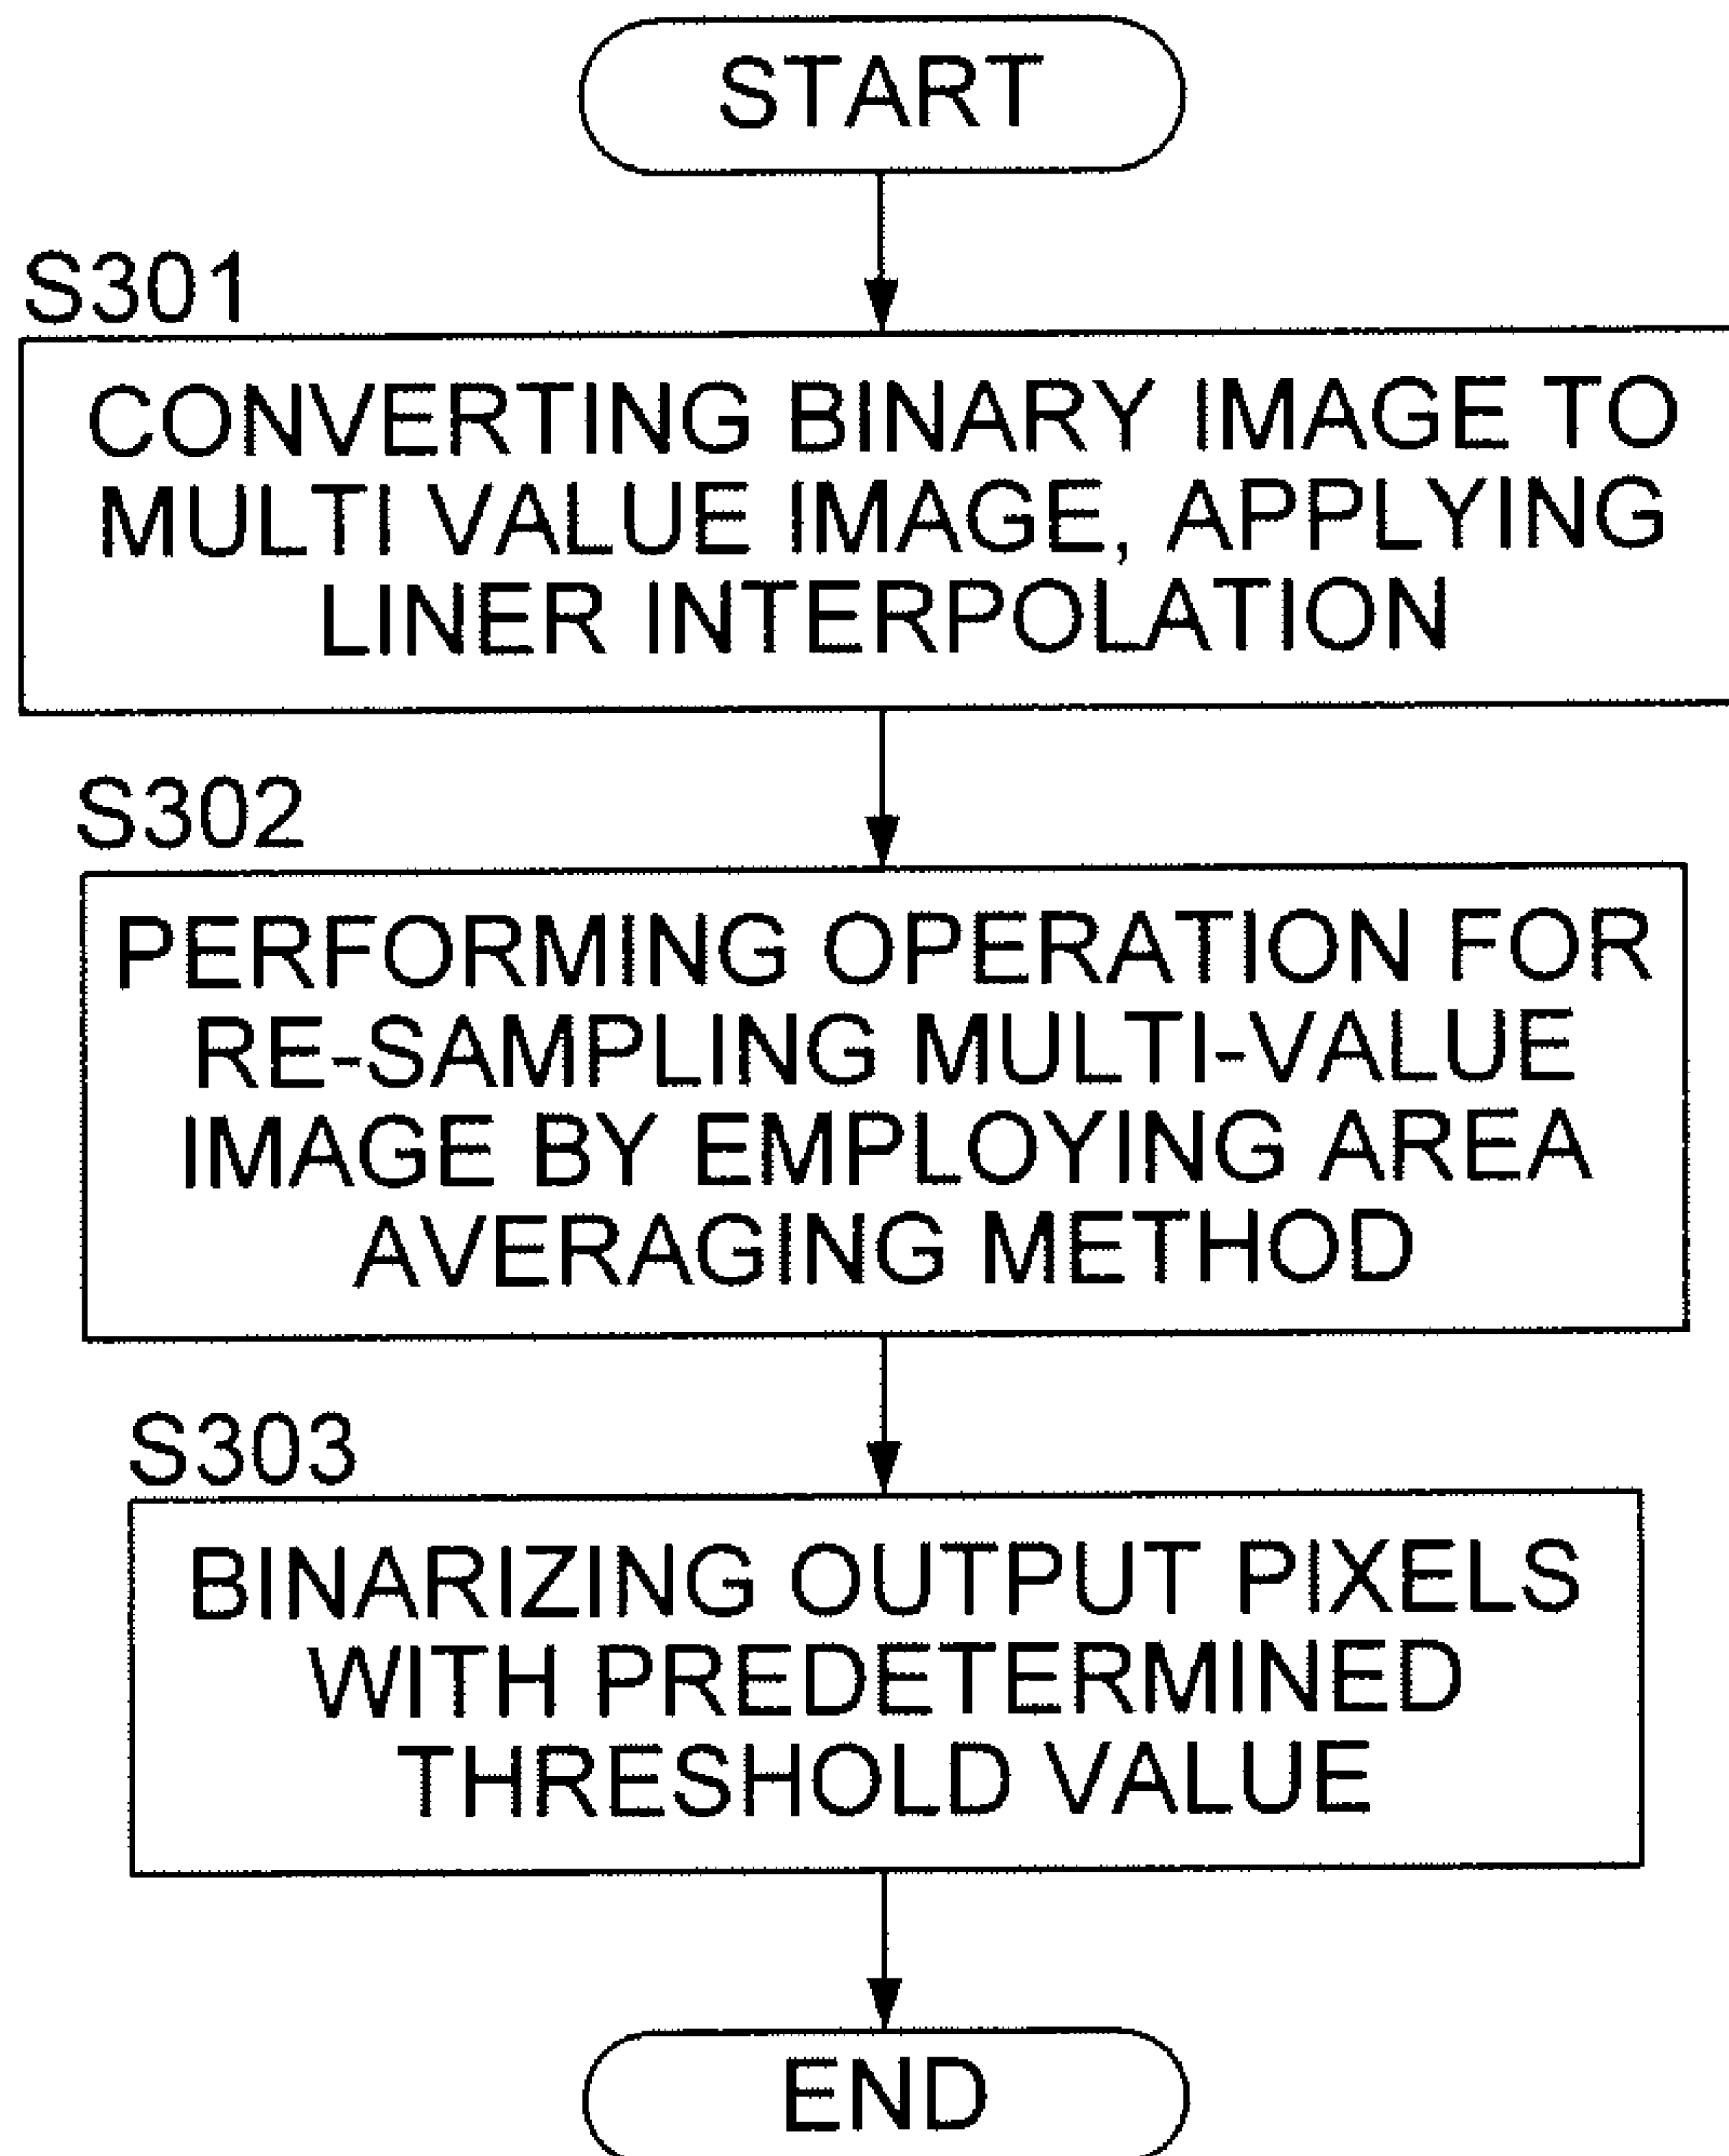 START
S301
CONVERTING BINARY IMAGE TO
MULTI VALUE IMAGE, APPLYING
LINER INTERPOLATION
S302
PERFORMING OPERATION FOR
RE-SAMPLING MULTI-VALUE
IMAGE BY EMPLOYING AREA
AVERAGING METHOD
S303
BINARIZING OUTPUT PIXELS
WITH PREDETERMINED
THRESHOLD VALUE
END